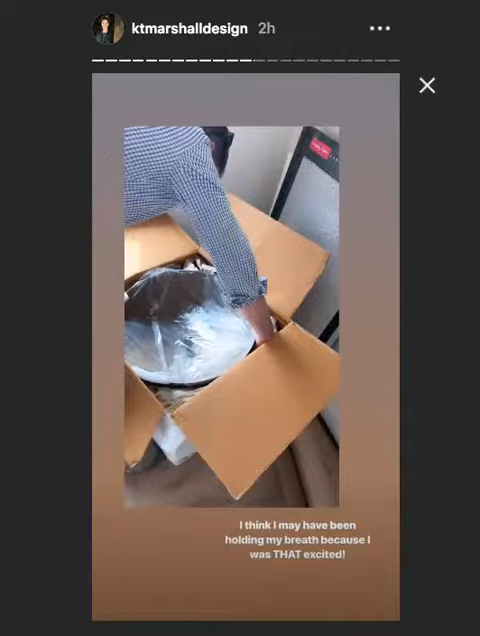 ktmarshalldesign 2h
I think I may have been
holding my breath because I
was THAT excited!